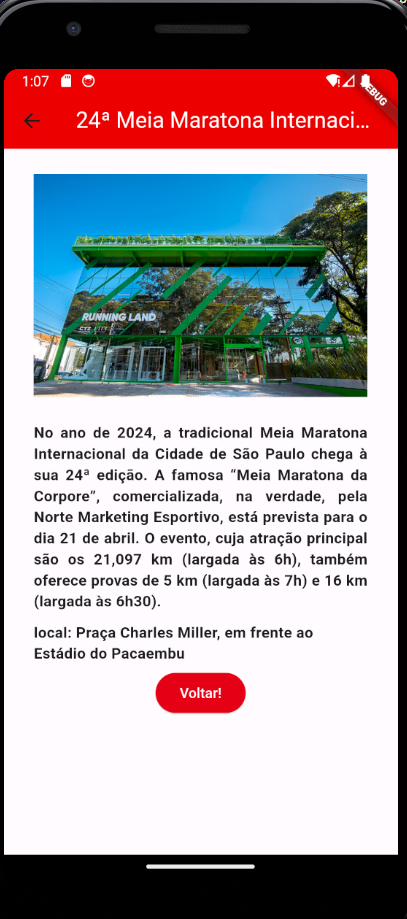 1:07
DEBUG
24ª Meia Maratona Internaci...
RUNNING LAND
No ano de 2024, a tradicional Meia Maratona
Internacional da Cidade de São Paulo chega à
sua 24ª edição. A famosa “Meia Maratona da
Corpore”, comercializada, na verdade, pela
Norte Marketing Esportivo, está prevista para o
dia 21 de abril. O evento, cuja atração principal
são os 21,097 km (largada às 6h), também
oferece provas de 5 km (largada às 7h) e 16 km
(largada às 6h30).
local: Praça Charles Miller, em frente ao
Estádio do Pacaembu
Voltar!